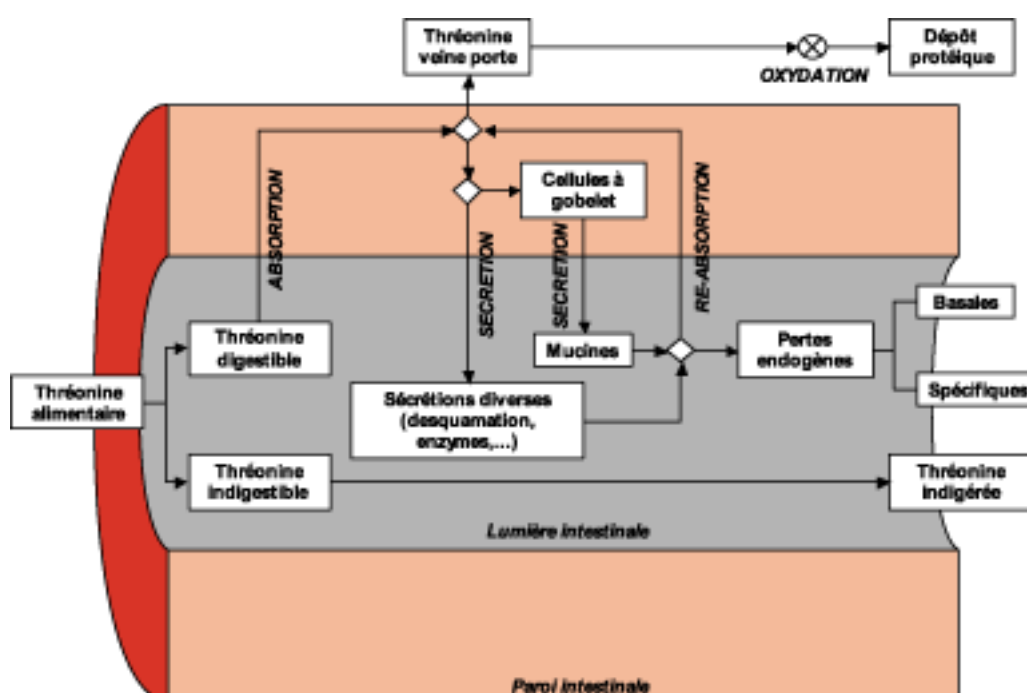 Thréonine
veine porte
OXYDATION
Dépôt
protéique
ABSORPTION
Cellules à
gobelet
SECRETION
SECRETION
RE-ABSORPTION
Thréonine
digestible
Mucines
Pertes
endogènes
Basales
Spécifiques
Thréonine
alimentaire
Sécrétions diverses
(desquamation,
enzymes,...)
Thréonine
indigestible
Thréonine
indigérée
Lumière intestinale
Paroi intestinale